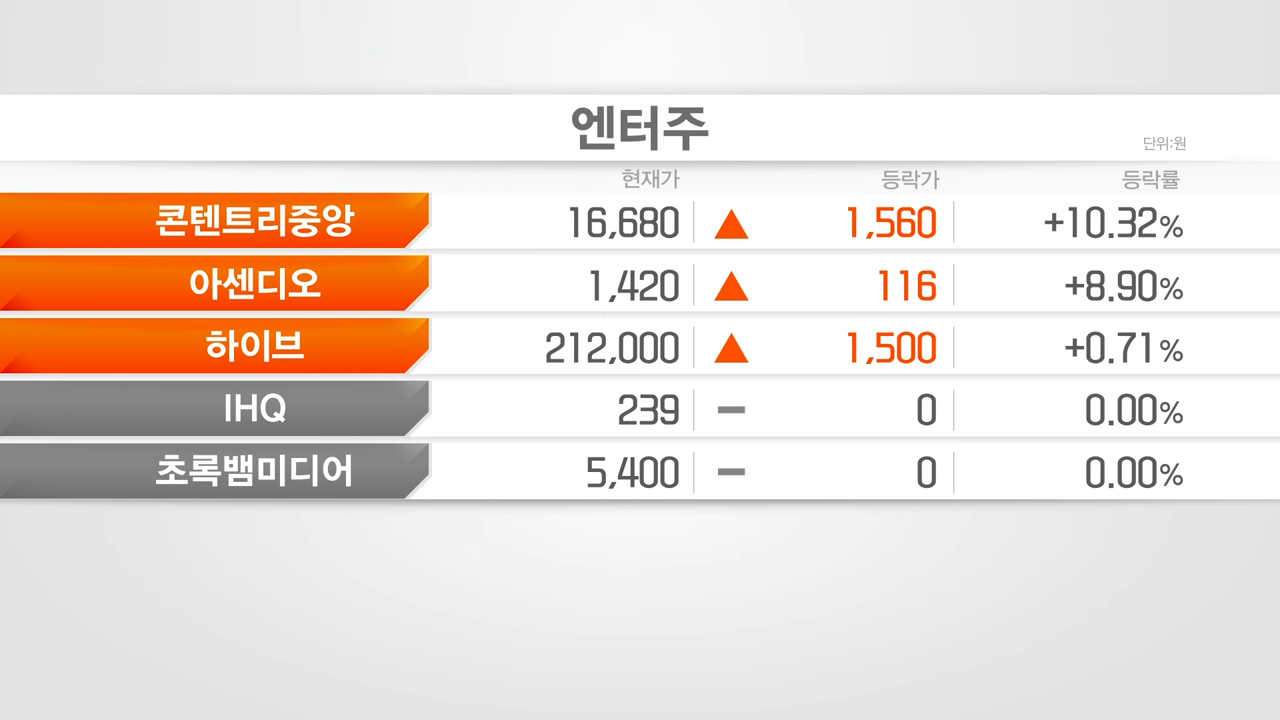 엔터주
단위:원
현재가 등락가 등락률
콘텐트리중앙 16,680 ▲ 1,560 +10.32%
아센디오 1,420 ▲ 116 +8.90%
하이브 212,000 ▲ 1,500 +0.71%
IHQ 239 - 0 0.00%
초록뱀미디어 5,400 - 0 0.00%